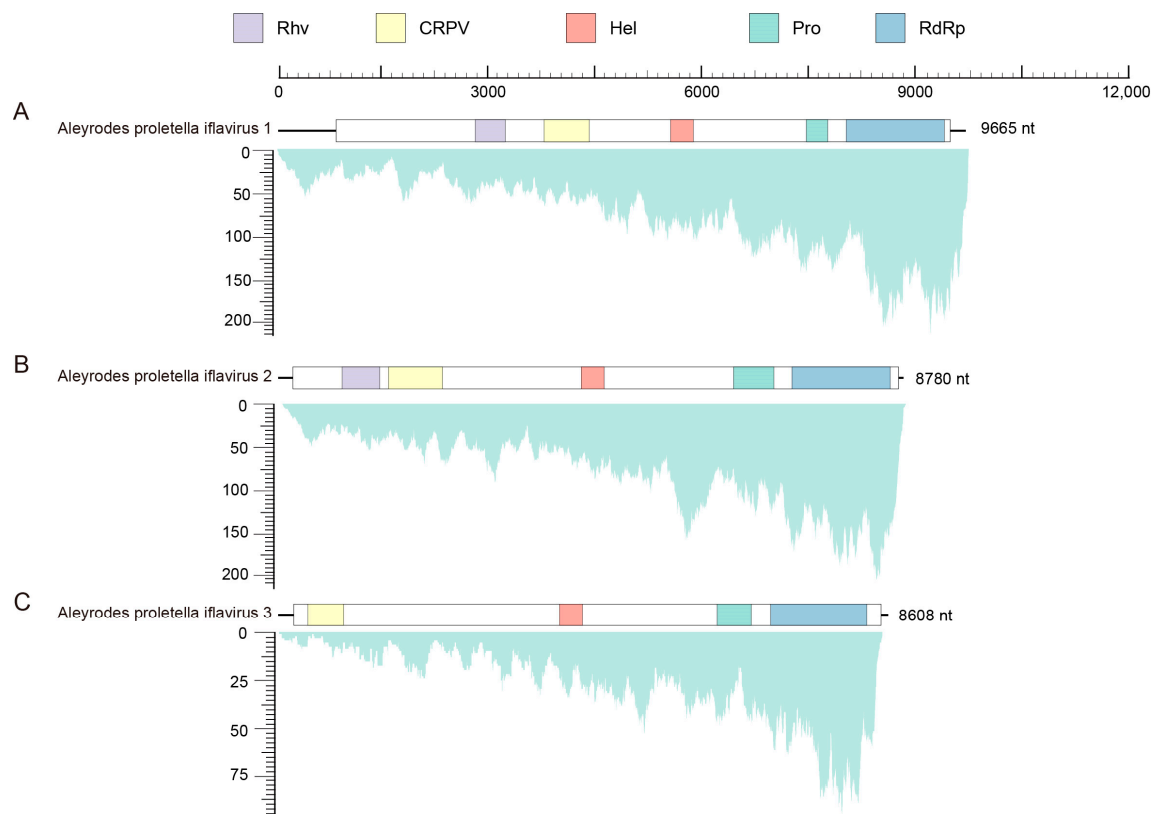 Rhv CRPV Hel Pro RdRp
0 3000 6000 9000 12,000
A
Aleyrodes proletella iflavirus 1 9665 nt
0
50
100
150
200
B
Aleyrodes proletella iflavirus 2 8780 nt
0
50
100
150
200
C
Aleyrodes proletella iflavirus 3 8608 nt
0
25
50
75